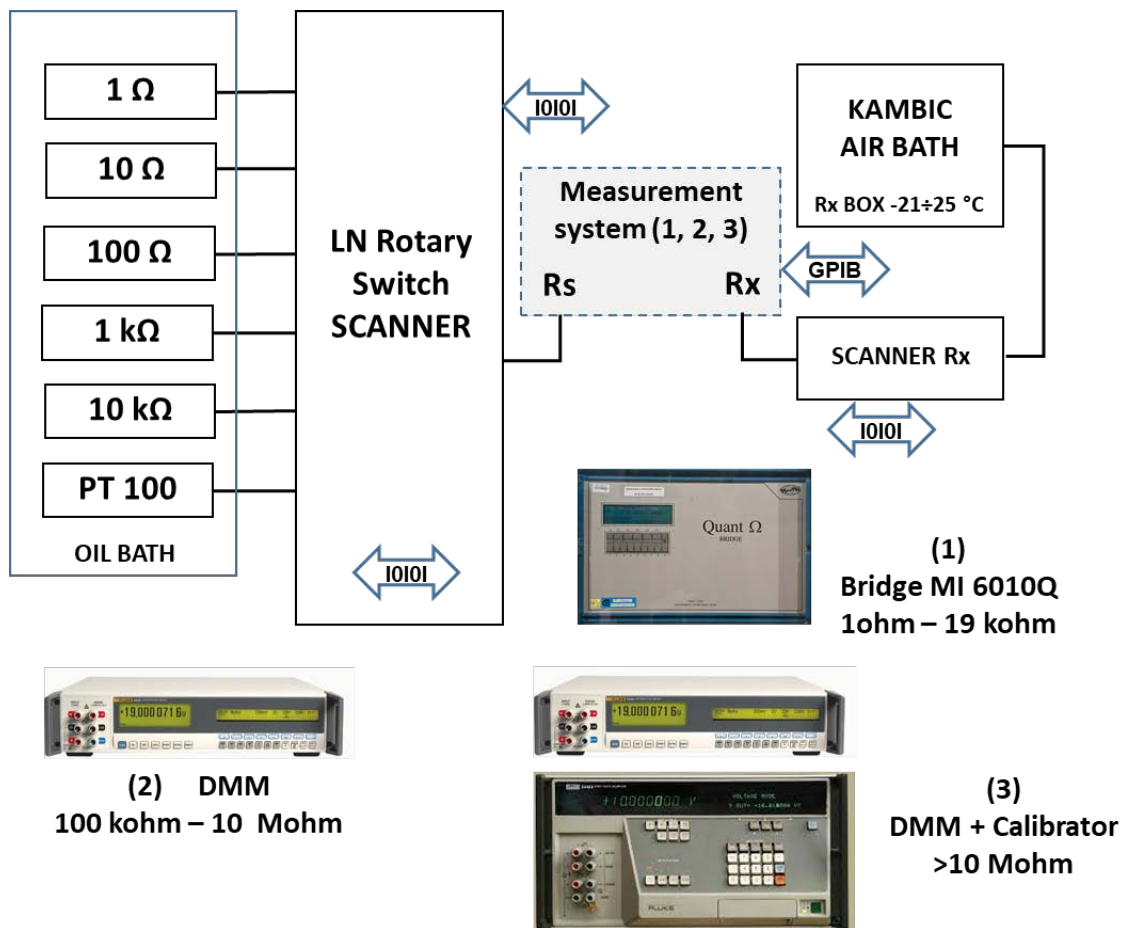 1 Ω
10 Ω
100 Ω
1 kΩ
10 kΩ
PT 100
OIL BATH
LN Rotary
Switch
SCANNER
IOIOI
IOIOI
Measurement
system (1, 2, 3)
Rs
Rx
GPIB
KAMBIC
AIR BATH
Rx BOX -21÷25 °C
SCANNER Rx
IOIOI
Quant Ω
BRIDGE
(1)
Bridge MI 6010Q
1ohm – 19 kohm
+19,0000716
(2) DMM
100 kohm – 10 Mohm
+19,0000716
+10.000000 V
VOLTAGE MODE
FLUKE
(3)
DMM + Calibrator
>10 Mohm